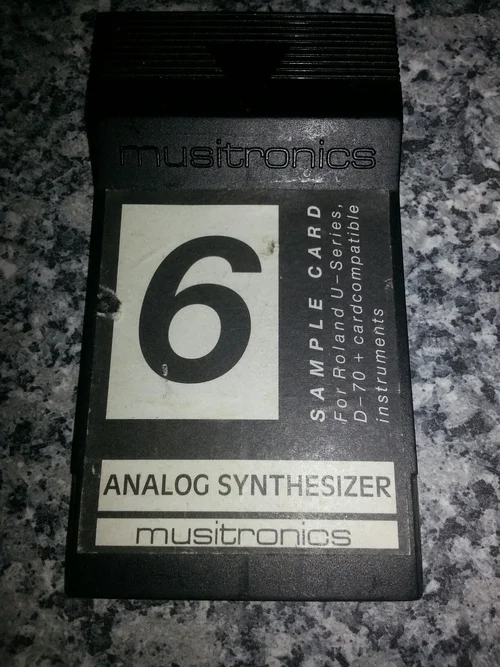 musitronics
6
SAMPLE CARD
For Roland U-Series,
D-70 + cardcompatible
instruments
ANALOG SYNTHESIZER
musitronics